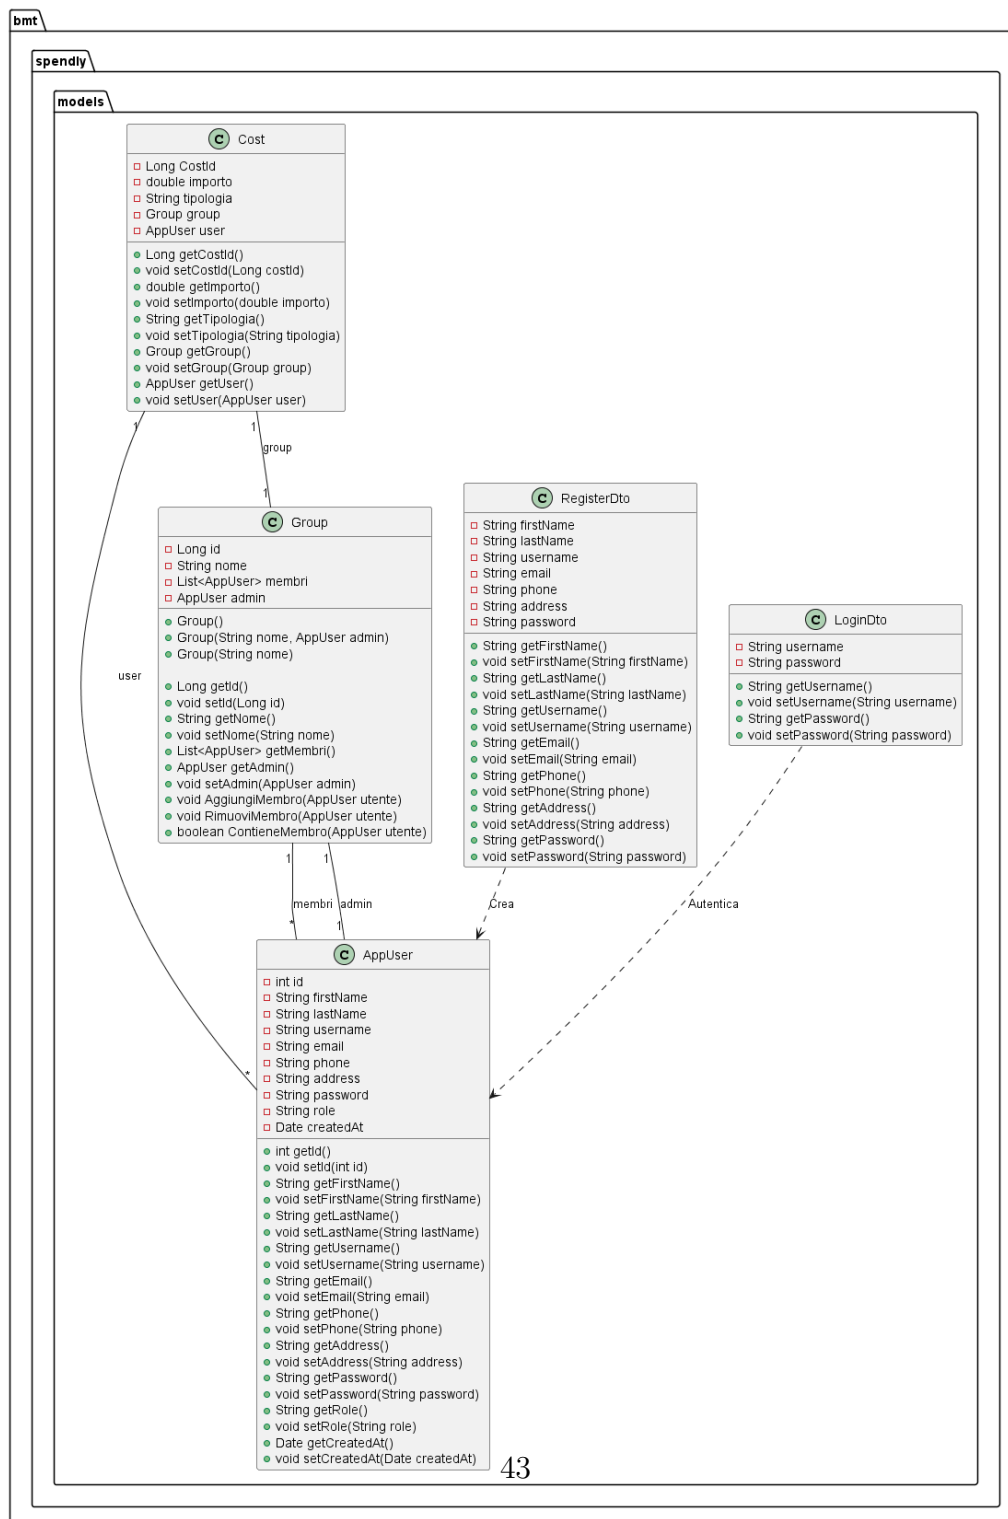 bmt
spendly
models
C Cost
Long CostId
double importo
String tipologia
Group group
AppUser user
Long getCostId()
void setCostId(Long costId)
double getImporto()
void setImporto(double importo)
String getTipologia()
void setTipologia(String tipologia)
Group getGroup()
void setGroup(Group group)
AppUser getUser()
void setUser(AppUser user)
1
1
group
1
user
C Group
Long id
String nome
List<AppUser> membri
AppUser admin
Group()
Group(String nome, AppUser admin)
Group(String nome)
Long getId()
void setId(Long id)
String getNome()
void setNome(String nome)
List<AppUser> getMembri()
AppUser getAdmin()
void setAdmin(AppUser admin)
void AggiungiMembro(AppUser utente)
void RimuoviMembro(AppUser utente)
boolean ContieneMembro(AppUser utente)
C RegisterDto
String firstName
String lastName
String username
String email
String phone
String address
String password
String getFirstName()
void setFirstName(String firstName)
String getLastName()
void setLastName(String lastName)
String getUsername()
void setUsername(String username)
String getEmail()
void setEmail(String email)
String getPhone()
void setPhone(String phone)
String getAddress()
void setAddress(String address)
String getPassword()
void setPassword(String password)
C LoginDto
String username
String password
String getUsername()
void setUsername(String username)
String getPassword()
void setPassword(String password)
1
1
membri
admin
*
1
Crea
Autentica
*
C AppUser
int id
String firstName
String lastName
String username
String email
String phone
String address
String password
String role
Date createdAt
int getId()
void setId(int id)
String getFirstName()
void setFirstName(String firstName)
String getLastName()
void setLastName(String lastName)
String getUsername()
void setUsername(String username)
String getEmail()
void setEmail(String email)
String getPhone()
void setPhone(String phone)
String getAddress()
void setAddress(String address)
String getPassword()
void setPassword(String password)
String getRole()
void setRole(String role)
Date getCreatedAt()
void setCreatedAt(Date createdAt)
43